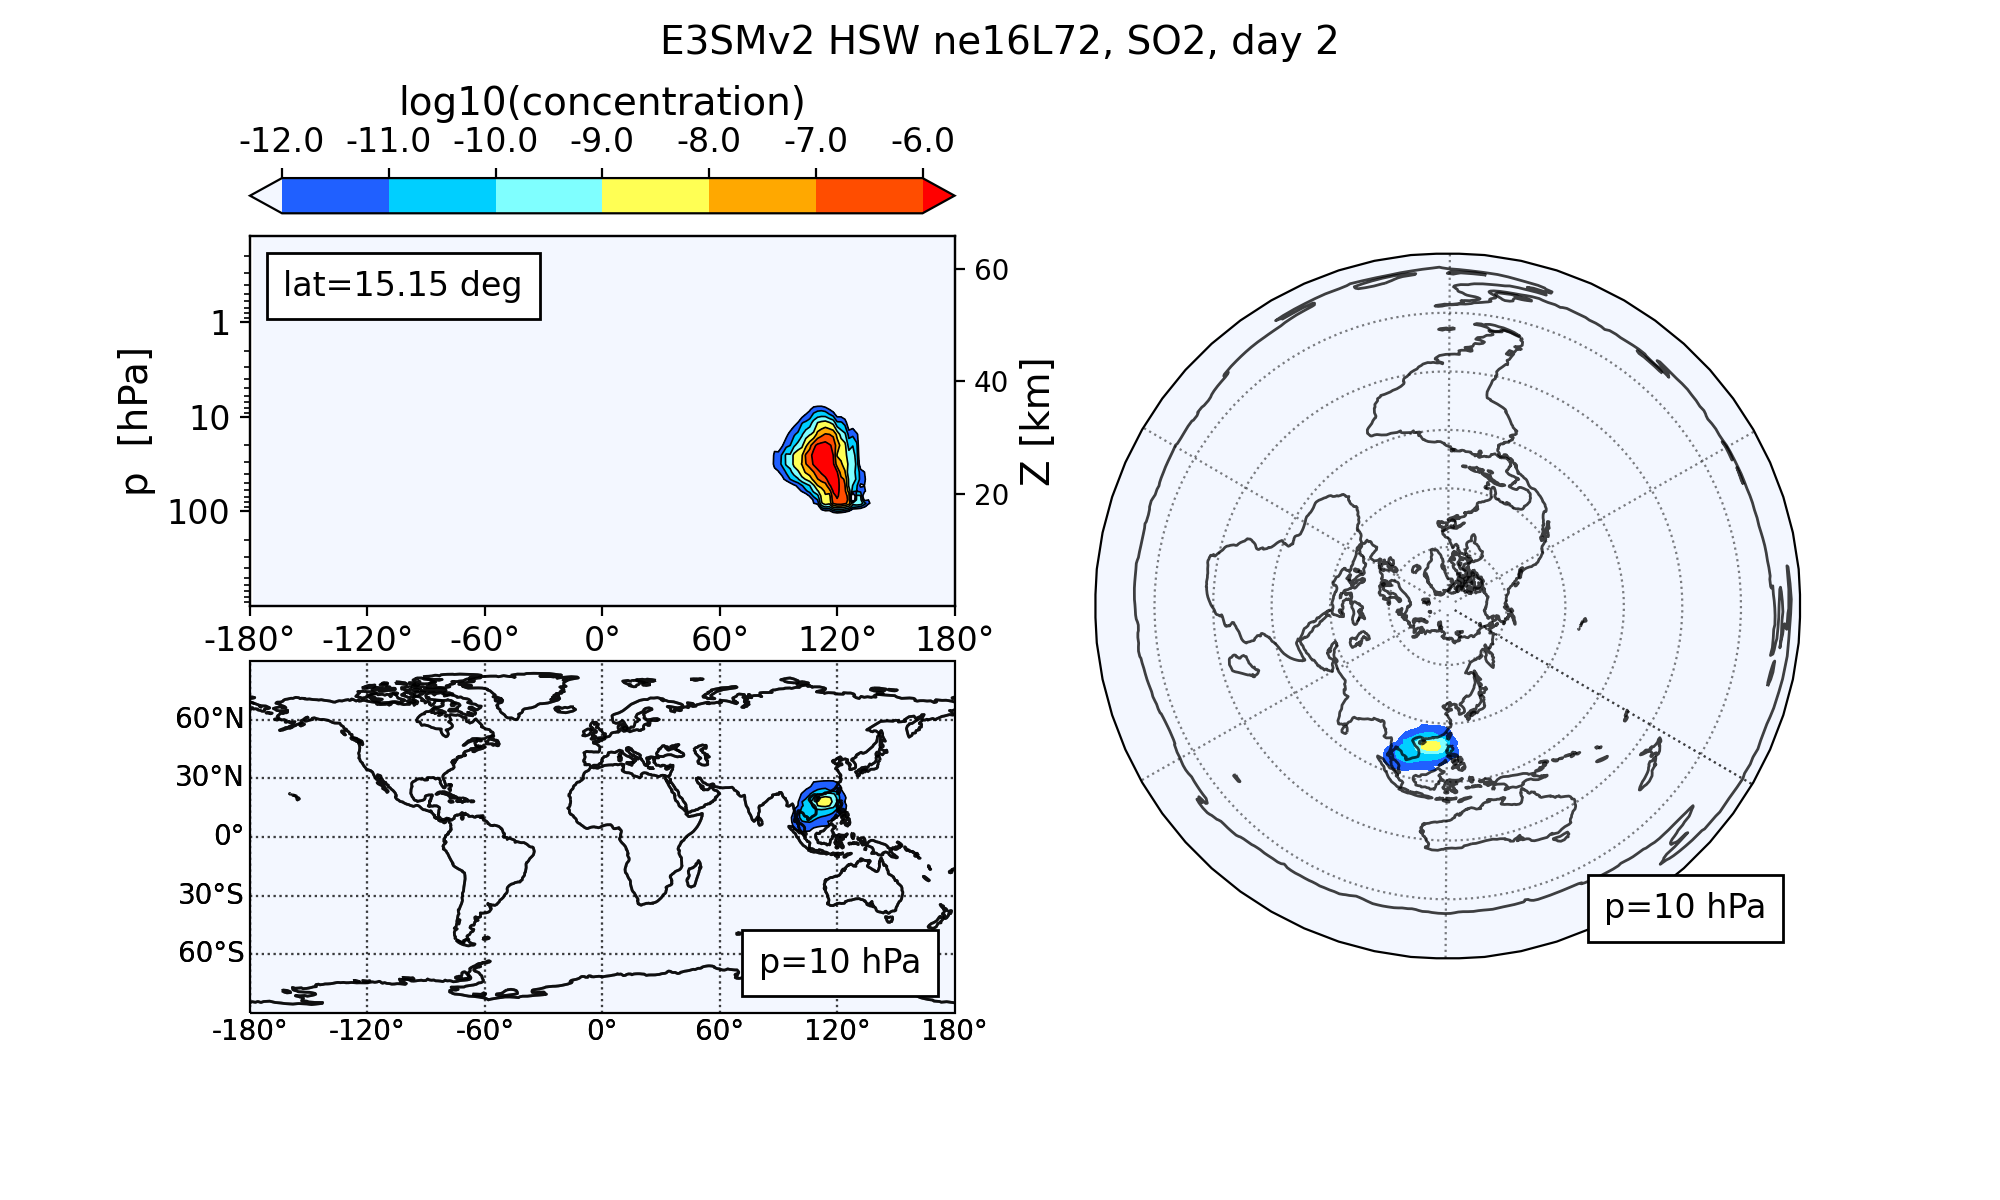 E3SMv2 HSW ne16L72, SO2, day 2
log10(concentration)
-12.0 -11.0 -10.0 -9.0 -8.0 -7.0 -6.0
lat=15.15 deg
p [hPa]
1
10
100
Z [km]
60
40
20
-180° -120° -60° 0° 60° 120° 180°
60°N
30°N
0°
30°S
60°S
p=10 hPa
-180° -120° -60° 0° 60° 120° 180°
p=10 hPa